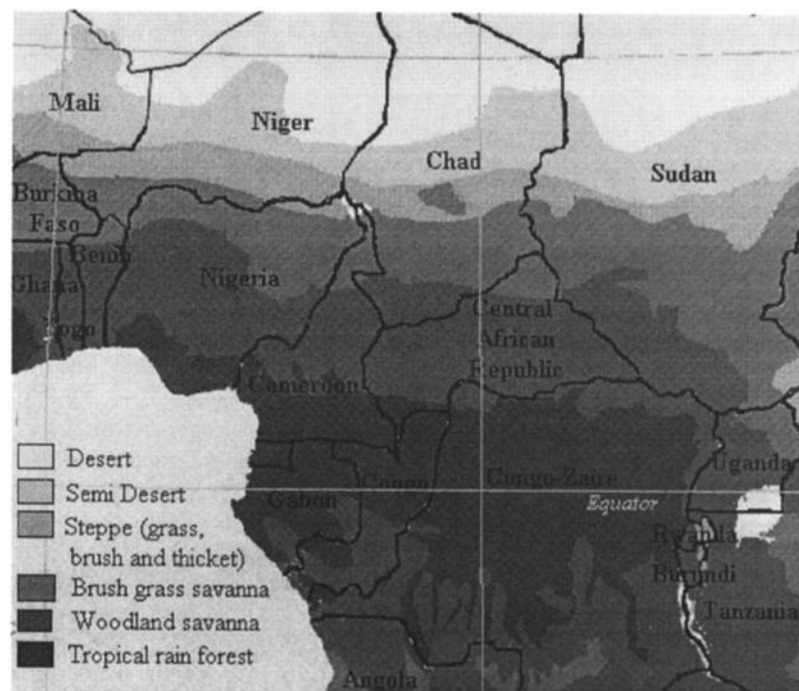 Mali
Niger
Chad
Sudan
Burkina
Faso
Benin
Ghana
Togo
Nigeria
Central
African
Republic
Cameroon
Congo
Gabon
Congo-Zaire
Equator
Uganda
Rwanda
Burundi
Tanzania
Angola
Desert
Semi Desert
Steppe (grass,
brush and thicket)
Brush grass savanna
Woodland savanna
Tropical rain forest